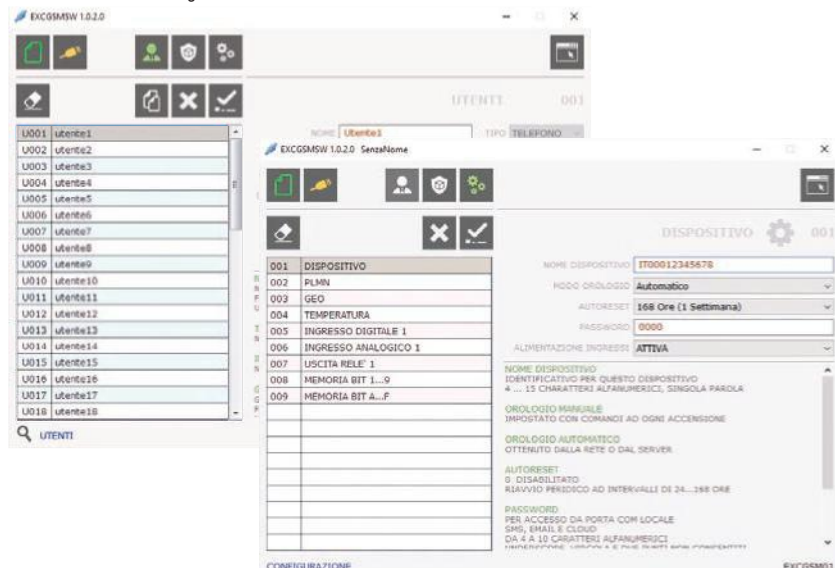 EXCGSMSW 1.0.2.0
UTENTI 001
NOME Utente1 TIPO TELEFONO
U001 utente1
U002 utente2
U003 utente3
U004 utente4
U005 utente5
U006 utente6
U007 utente7
U008 utente8
U009 utente9
U010 utente10
U011 utente11
U012 utente12
U013 utente13
U014 utente14
U015 utente15
U016 utente16
U017 utente17
U018 utente18
UTENTI
EXCGSMSW 1.0.2.0 SenzaNome
DISPOSITIVO 001
001 DISPOSITIVO
002 PLMN
003 GEO
004 TEMPERATURA
005 INGRESSO DIGITALE 1
006 INGRESSO ANALOGICO 1
007 USCITA RELE' 1
008 MEMORIA BIT 1...9
009 MEMORIA BIT A...F
NOME DISPOSITIVO IT00012345678
MODO OROLOGIO Automatico
AUTORESET 168 Ore (1 Settimana)
PASSWORD 0000
ALIMENTAZIONE INGRESSI ATTIVA
NOME DISPOSITIVO
IDENTIFICATIVO PER QUESTO DISPOSITIVO
4 ... 15 CHARATTERI ALFANUMERICI, SINGOLA PAROLA
OROLOGIO MANUALE
IMPOSTATO CON COMANDI AD OGNI ACCENSIONE
OROLOGIO AUTOMATICO
OTTENUTO DALLA RETE O DAL SERVER
AUTORESET
0 DISABILITATO
RIAVVIO PERIODICO AD INTERVALLI DI 24...168 ORE
PASSWORD
PER ACCESSO DA PORTA COM LOCALE
SMS, EMAIL E CLOUD
DA 4 A 10 CARATTERI ALFANUMERICI
UNDERSCORE, VIRGOLA E DUE PUNTI NON CONSENTITI
CONFIGURAZIONE
EXCGSM01